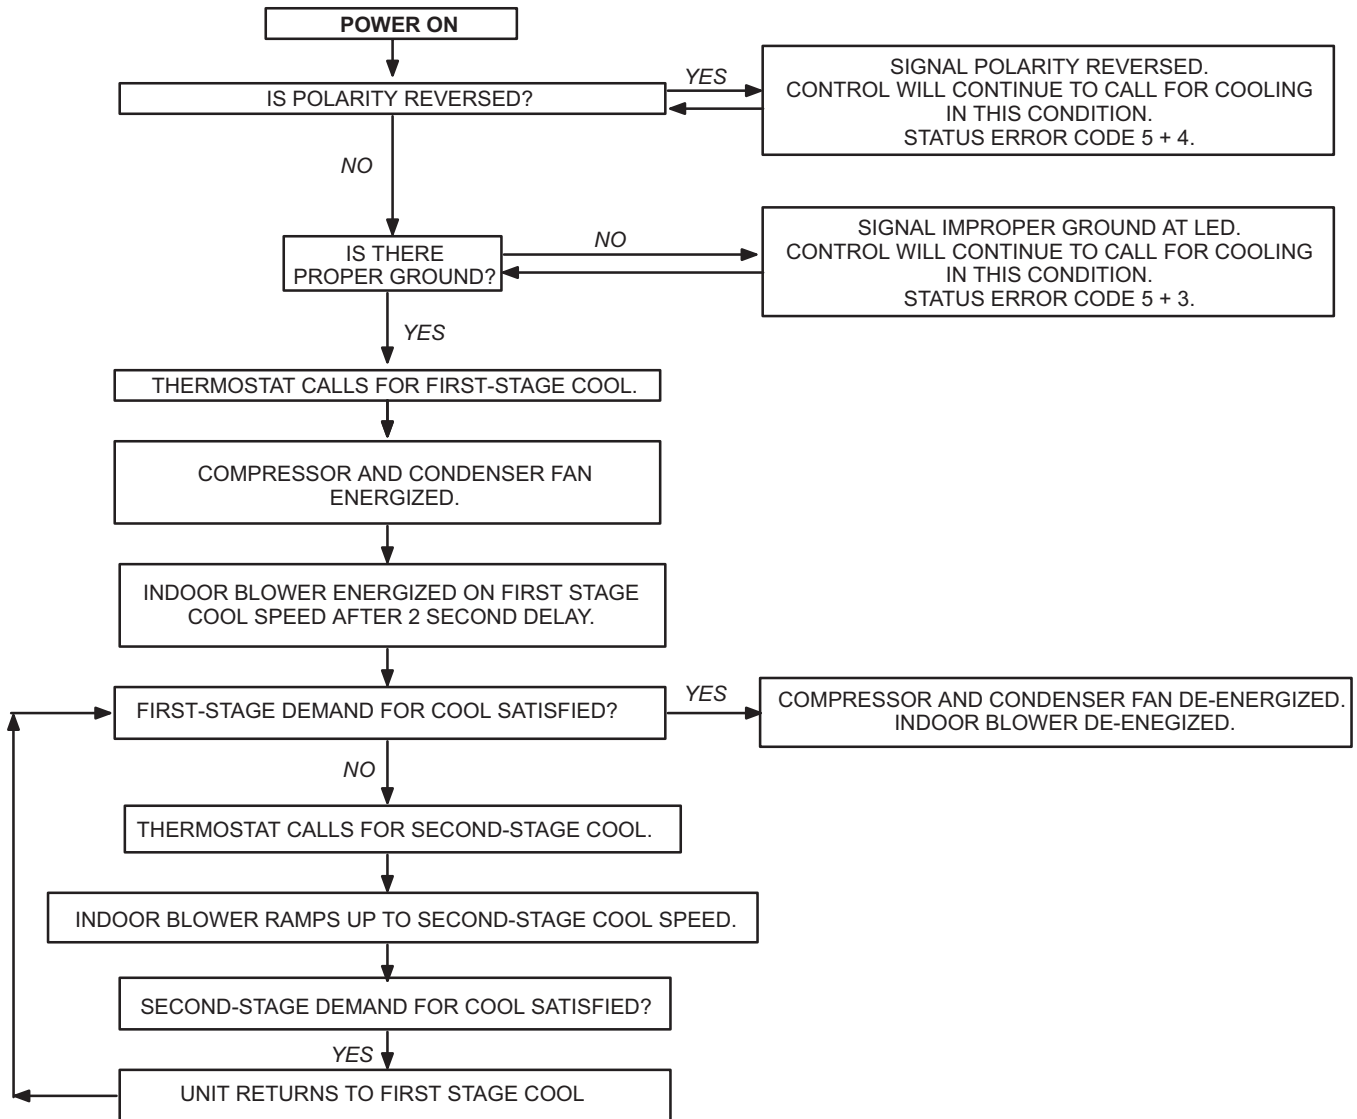 POWER ON
IS POLARITY REVERSED?
YES
SIGNAL POLARITY REVERSED.
CONTROL WILL CONTINUE TO CALL FOR COOLING
IN THIS CONDITION.
STATUS ERROR CODE 5 + 4.
NO
IS THERE
PROPER GROUND?
NO
SIGNAL IMPROPER GROUND AT LED.
CONTROL WILL CONTINUE TO CALL FOR COOLING
IN THIS CONDITION.
STATUS ERROR CODE 5 + 3.
YES
THERMOSTAT CALLS FOR FIRST-STAGE COOL.
COMPRESSOR AND CONDENSER FAN
ENERGIZED.
INDOOR BLOWER ENERGIZED ON FIRST STAGE
COOL SPEED AFTER 2 SECOND DELAY.
FIRST-STAGE DEMAND FOR COOL SATISFIED?
YES
COMPRESSOR AND CONDENSER FAN DE-ENERGIZED.
INDOOR BLOWER DE-ENEGIZED.
NO
THERMOSTAT CALLS FOR SECOND-STAGE COOL.
INDOOR BLOWER RAMPS UP TO SECOND-STAGE COOL SPEED.
SECOND-STAGE DEMAND FOR COOL SATISFIED?
YES
UNIT RETURNS TO FIRST STAGE COOL